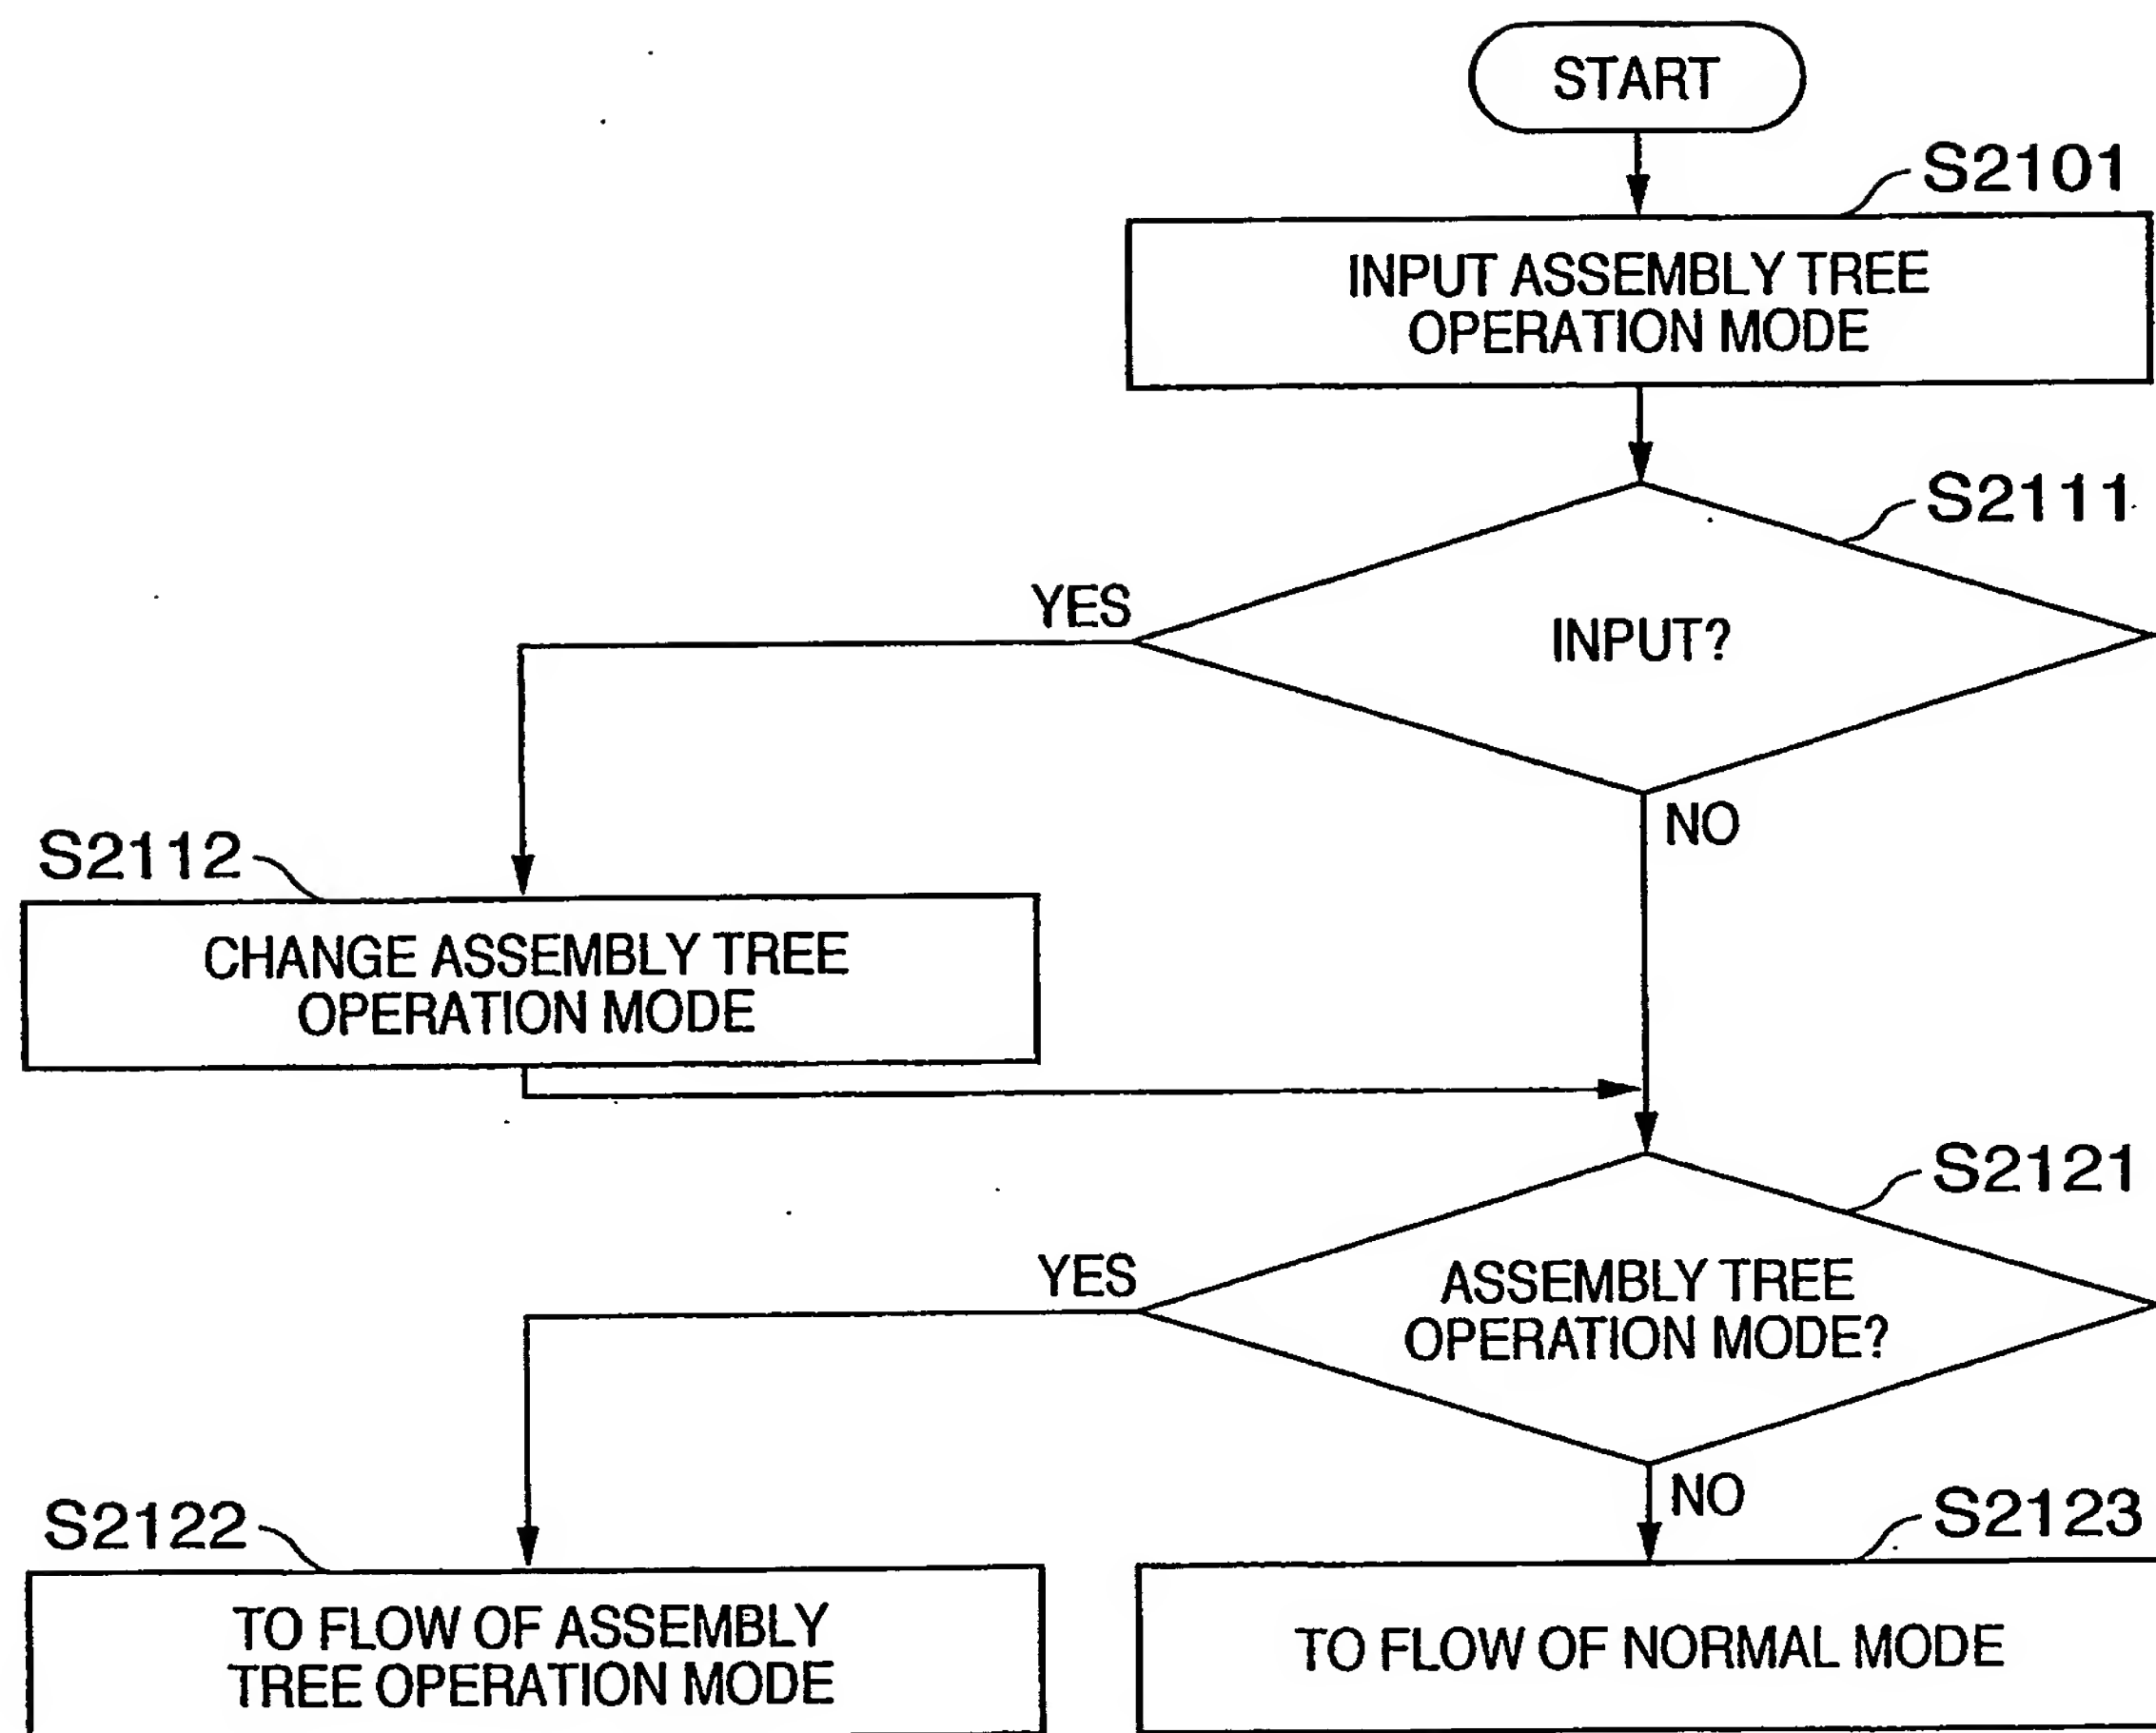 START
S2101
INPUT ASSEMBLY TREE
OPERATION MODE
S2111
INPUT?
YES
NO
S2112
CHANGE ASSEMBLY TREE
OPERATION MODE
S2121
ASSEMBLY TREE
OPERATION MODE?
YES
NO
S2122
TO FLOW OF ASSEMBLY
TREE OPERATION MODE
S2123
TO FLOW OF NORMAL MODE